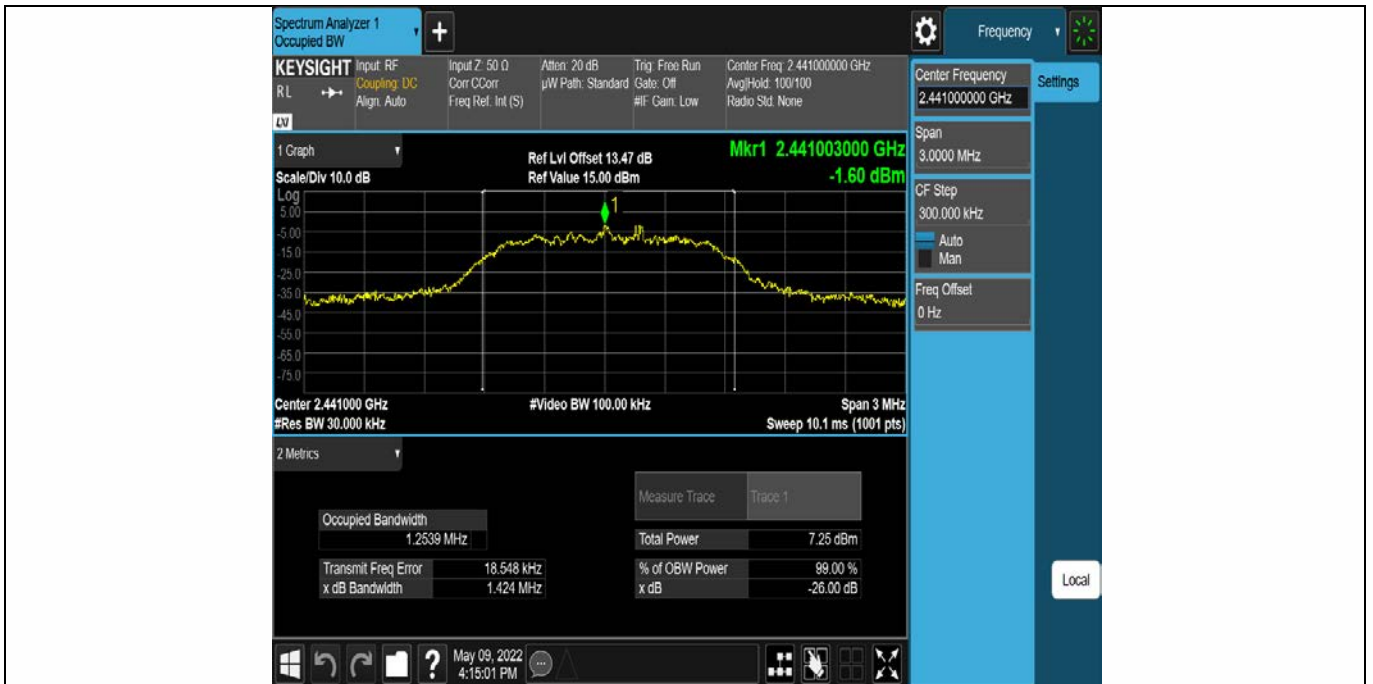 Spectrum Analyzer 1
Occupied BW
+
Frequency
KEYSIGHT
RL
LXI
Input: RF
Coupling: DC
Align: Auto
Input Z: 50 Ω
Corr CCorr
Freq Ref: Int (S)
Atten: 20 dB
µW Path: Standard
Trig: Free Run
Gate: Off
#IF Gain: Low
Center Freq: 2.441000000 GHz
Avg|Hold: 100/100
Radio Std: None
Center Frequency
2.441000000 GHz
Settings
Span
3.0000 MHz
CF Step
300.000 kHz
Auto
Man
Freq Offset
0 Hz
Local
1 Graph
Scale/Div 10.0 dB
Ref Lvl Offset 13.47 dB
Ref Value 15.00 dBm
Mkr1 2.441003000 GHz
-1.60 dBm
Log
1
5.00
-5.00
-15.0
-25.0
-35.0
-45.0
-55.0
-65.0
-75.0
Center 2.441000 GHz
#Res BW 30.000 kHz
#Video BW 100.00 kHz
Span 3 MHz
Sweep 10.1 ms (1001 pts)
2 Metrics
Measure Trace Trace 1
Occupied Bandwidth
1.2539 MHz
Total Power 7.25 dBm
Transmit Freq Error 18.548 kHz
% of OBW Power 99.00 %
x dB Bandwidth 1.424 MHz
x dB -26.00 dB
?
May 09, 2022
4:15:01 PM